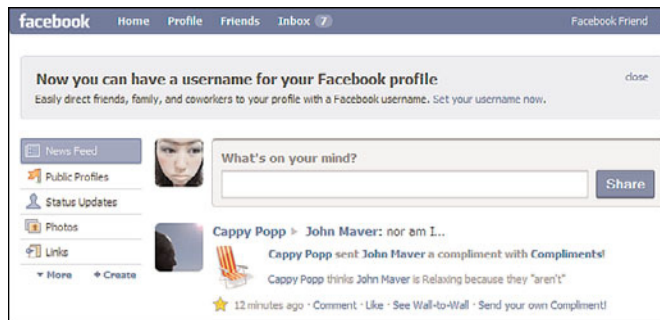 facebook Home Profile Friends Inbox 7 Facebook Friend
Now you can have a username for your Facebook profile close
Easily direct friends, family, and coworkers to your profile with a Facebook username. Set your username now.
News Feed
Public Profiles
Status Updates
Photos
Links
More Create
What's on your mind?
Share
Cappy Popp ▸ John Maver: nor am I...
Cappy Popp sent John Maver a compliment with Compliments!
Cappy Popp thinks John Maver is Relaxing because they "aren't"
12 minutes ago · Comment · Like · See Wall-to-Wall · Send your own Compliment!